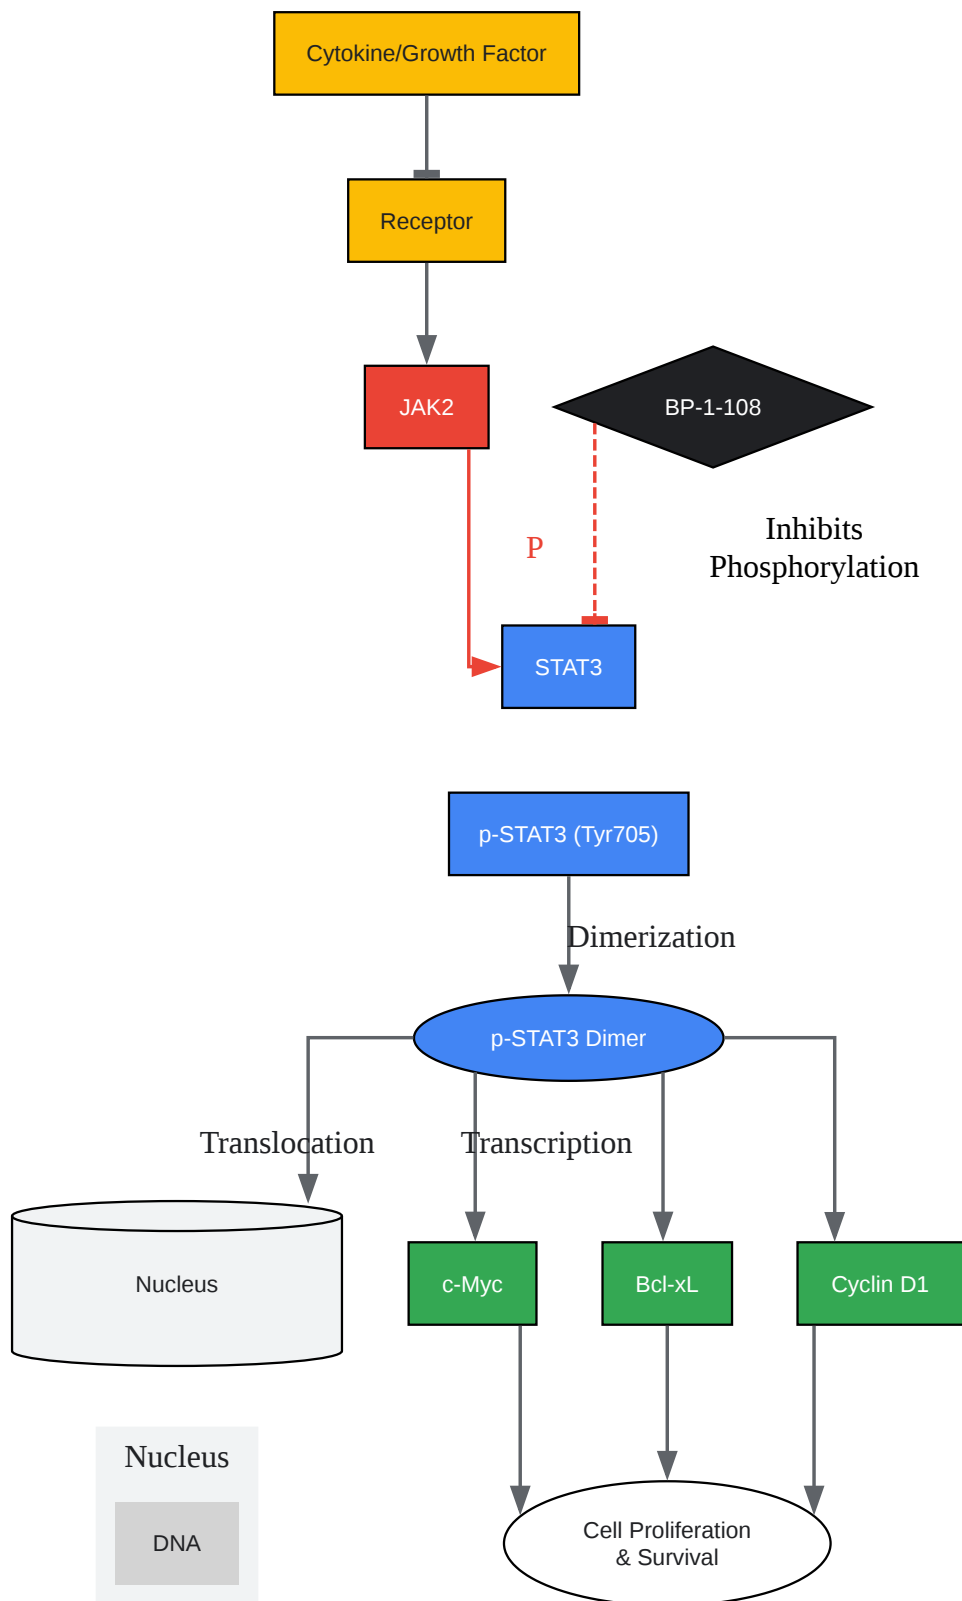 Cytokine/Growth Factor
Receptor
JAK2
BP-1-108
P
Inhibits
Phosphorylation
STAT3
p-STAT3 (Tyr705)
Dimerization
p-STAT3 Dimer
Translocation
Transcription
Nucleus
c-Myc
Bcl-xL
Cyclin D1
Nucleus
DNA
Cell Proliferation
& Survival